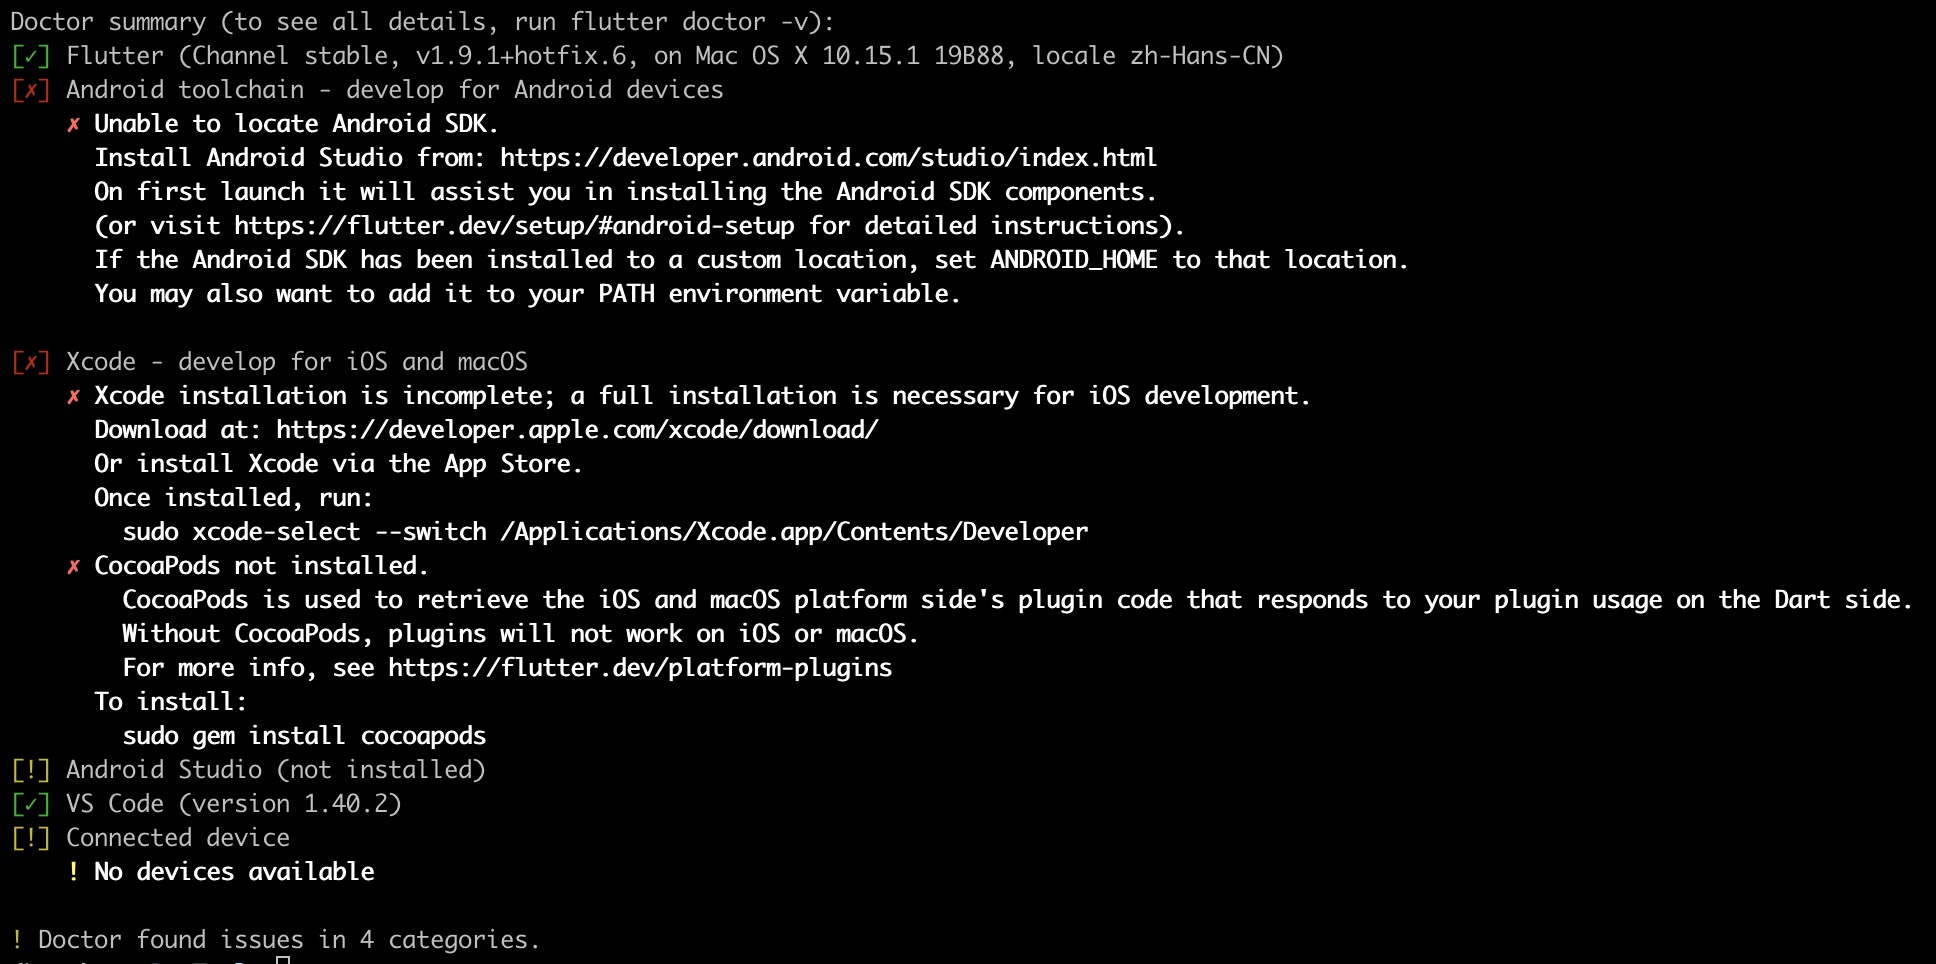 Doctor summary (to see all details, run flutter doctor -v):
[✓] Flutter (Channel stable, v1.9.1+hotfix.6, on Mac OS X 10.15.1 19B88, locale zh-Hans-CN)
[✗] Android toolchain - develop for Android devices
    ✗ Unable to locate Android SDK.
      Install Android Studio from: https://developer.android.com/studio/index.html
      On first launch it will assist you in installing the Android SDK components.
      (or visit https://flutter.dev/setup/#android-setup for detailed instructions).
      If the Android SDK has been installed to a custom location, set ANDROID_HOME to that location.
      You may also want to add it to your PATH environment variable.
[✗] Xcode - develop for iOS and macOS
    ✗ Xcode installation is incomplete; a full installation is necessary for iOS development.
      Download at: https://developer.apple.com/xcode/download/
      Or install Xcode via the App Store.
      Once installed, run:
        sudo xcode-select --switch /Applications/Xcode.app/Contents/Developer
    ✗ CocoaPods not installed.
        CocoaPods is used to retrieve the iOS and macOS platform side's plugin code that responds to your plugin usage on the Dart side.
        Without CocoaPods, plugins will not work on iOS or macOS.
        For more info, see https://flutter.dev/platform-plugins
      To install:
        sudo gem install cocoapods
[!] Android Studio (not installed)
[✓] VS Code (version 1.40.2)
[!] Connected device
    ! No devices available
! Doctor found issues in 4 categories.